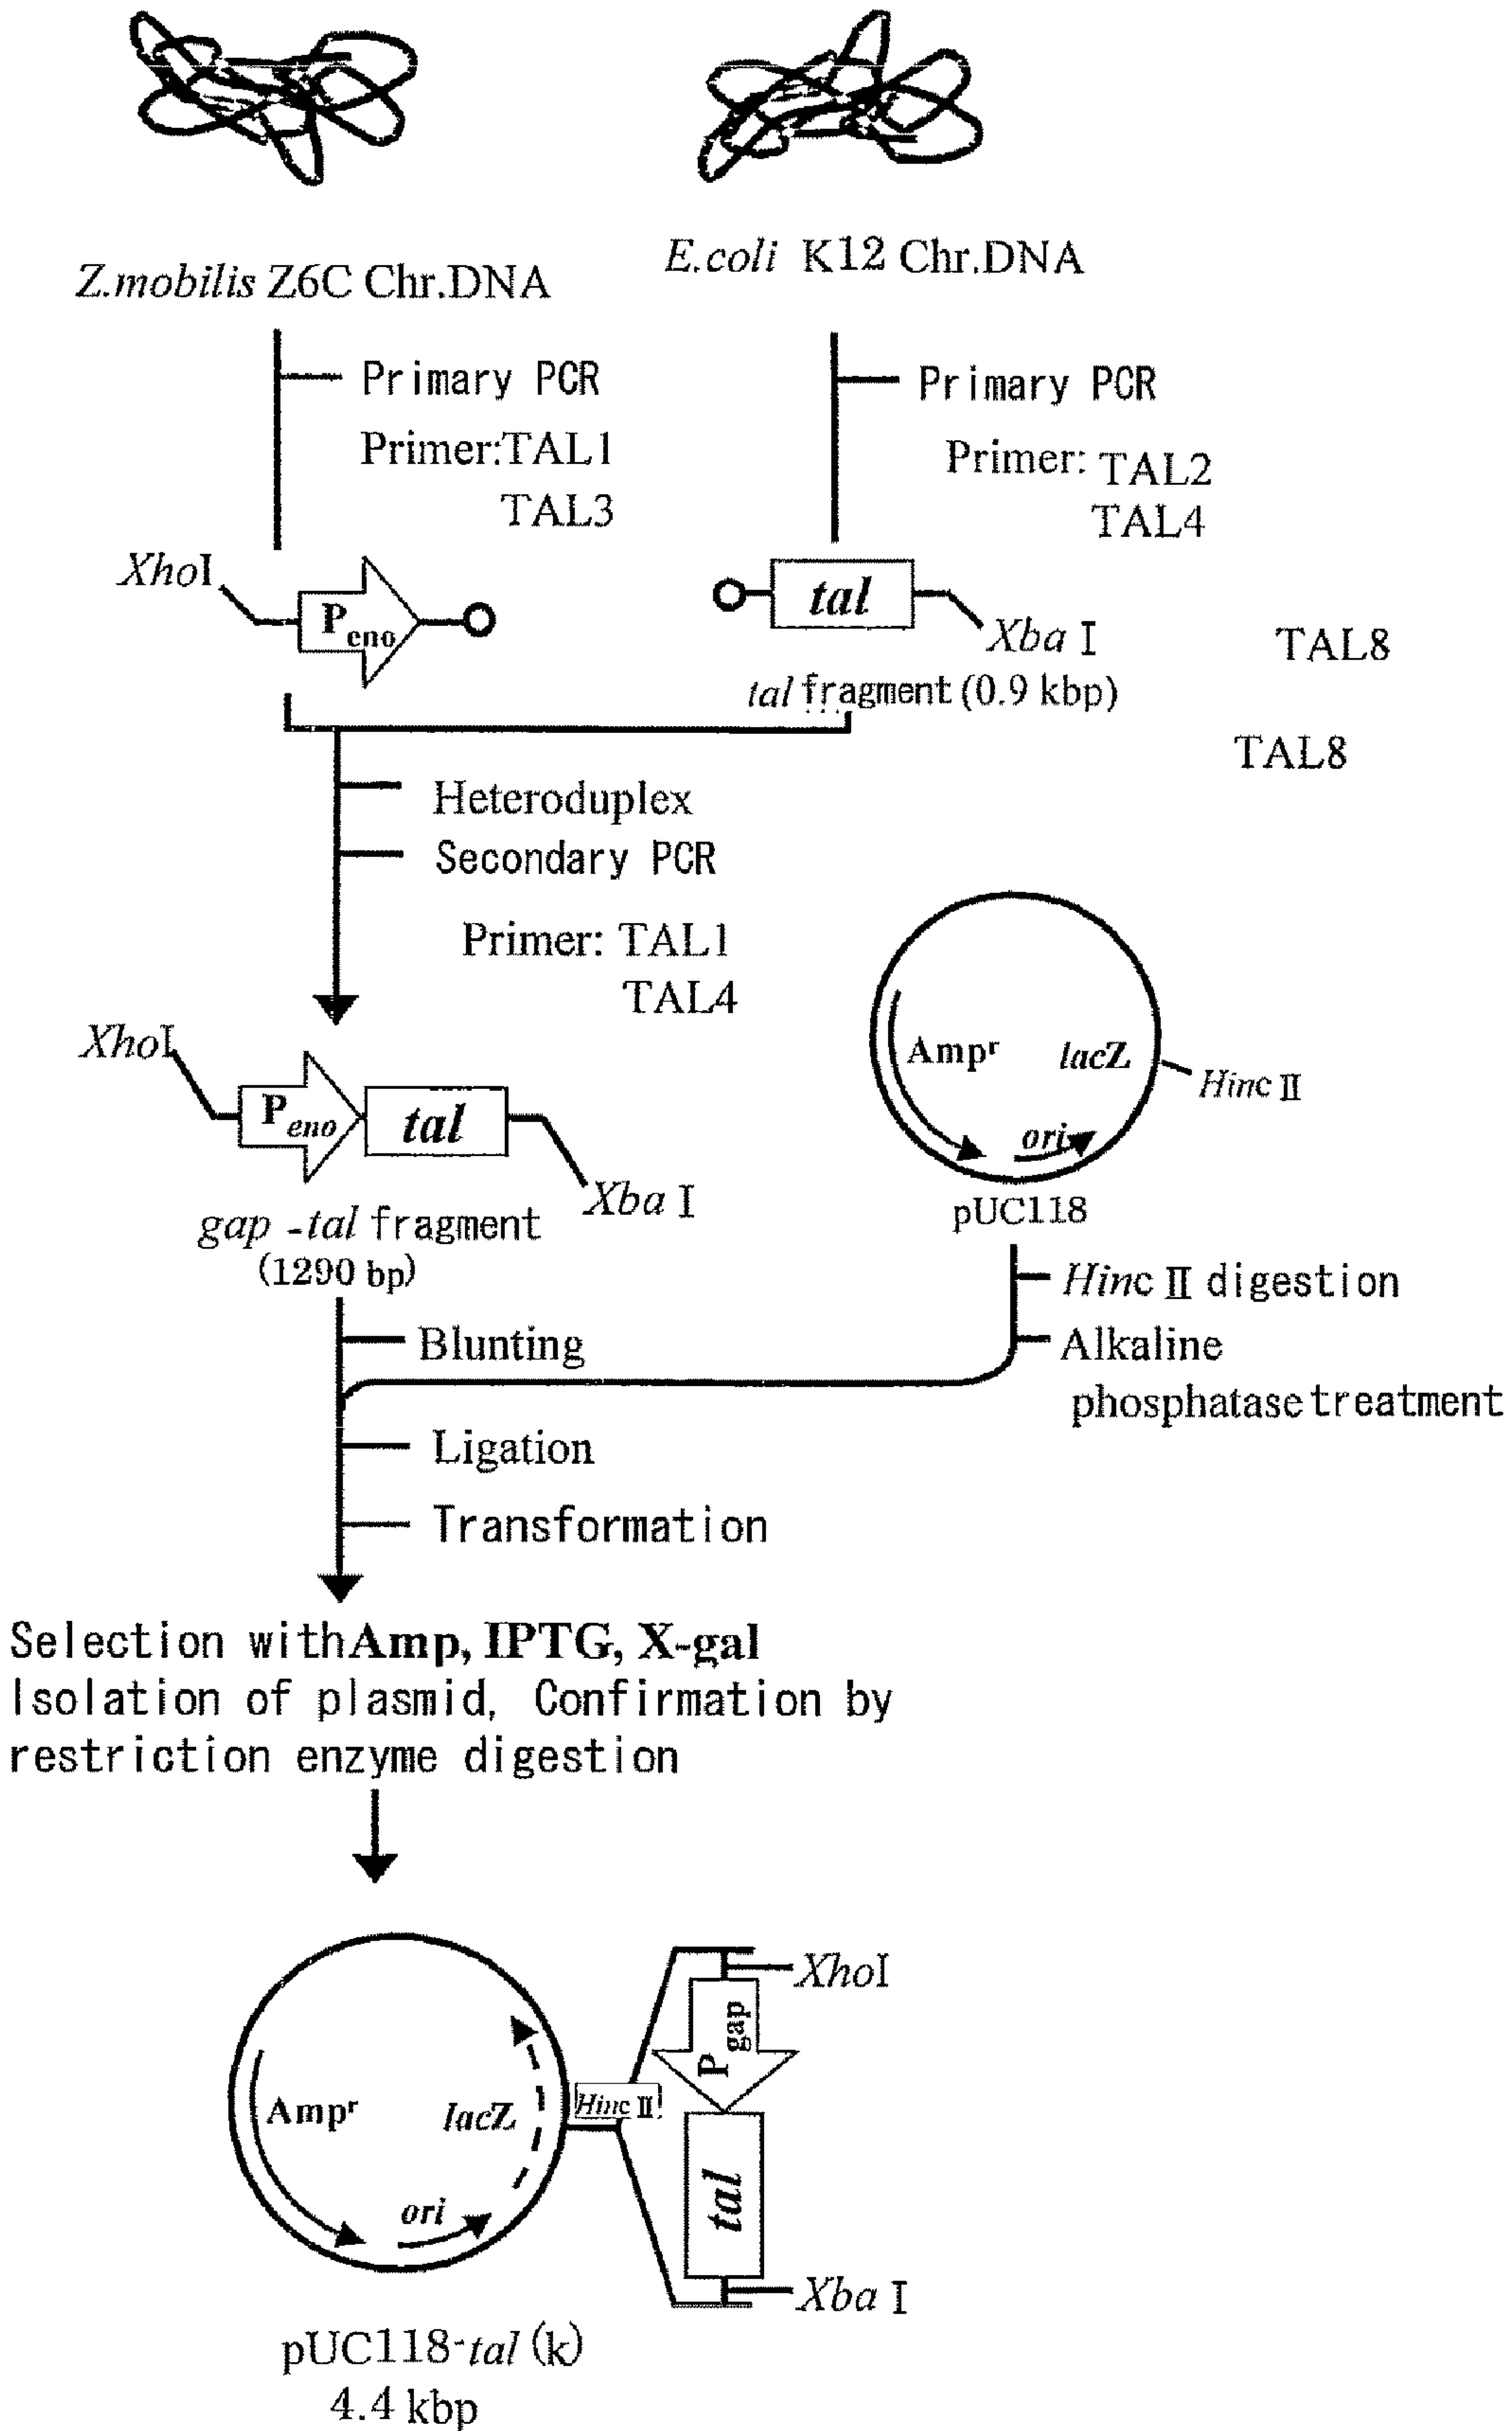 Z.mobilis Z6C Chr.DNA
E.coli K12 Chr.DNA
Primary PCR
Primer:TAL1
TAL3
Primary PCR
Primer: TAL2
TAL4
XhoI
Peno
tal
Xba I
tal fragment (0.9 kbp)
TAL8
TAL8
Heteroduplex
Secondary PCR
Primer: TAL1
TAL4
XhoI
Peno
tal
Xba I
gap -tal fragment
(1290 bp)
Ampr
lacZ
ori
Hinc II
pUC118
Hinc II digestion
Alkaline
phosphatase treatment
Blunting
Ligation
Transformation
Selection withAmp, IPTG, X-gal
Isolation of plasmid, Confirmation by
restriction enzyme digestion
Ampr
lacZ
ori
Hinc II
XhoI
Pgap
tal
Xba I
pUC118-tal (k)
4.4 kbp